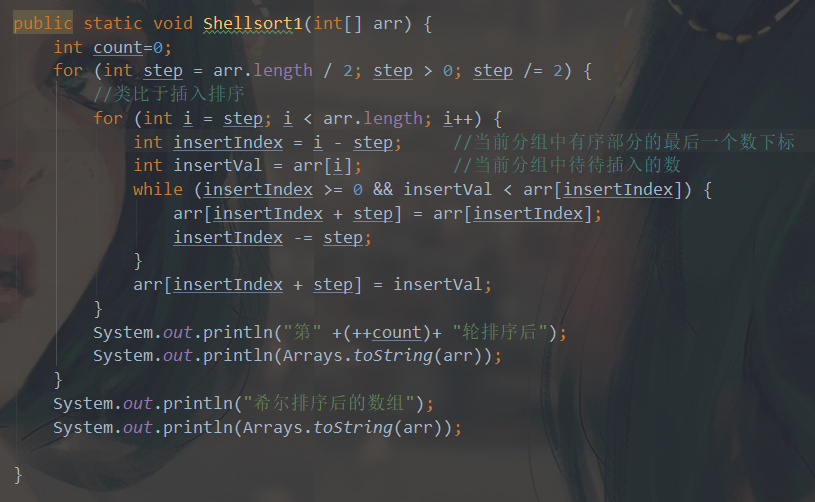 public static void Shellsort1(int[] arr) {
    int count=0;
    for (int step = arr.length / 2; step > 0; step /= 2) {
        //类比于插入排序
        for (int i = step; i < arr.length; i++) {
            int insertIndex = i - step;     //当前分组中有序部分的最后一个数下标
            int insertVal = arr[i];         //当前分组中待待插入的数
            while (insertIndex >= 0 && insertVal < arr[insertIndex]) {
                arr[insertIndex + step] = arr[insertIndex];
                insertIndex -= step;
            }
            arr[insertIndex + step] = insertVal;
        }
        System.out.println("第" +(++count)+ "轮排序后");
        System.out.println(Arrays.toString(arr));
    }
    System.out.println("希尔排序后的数组");
    System.out.println(Arrays.toString(arr));
}